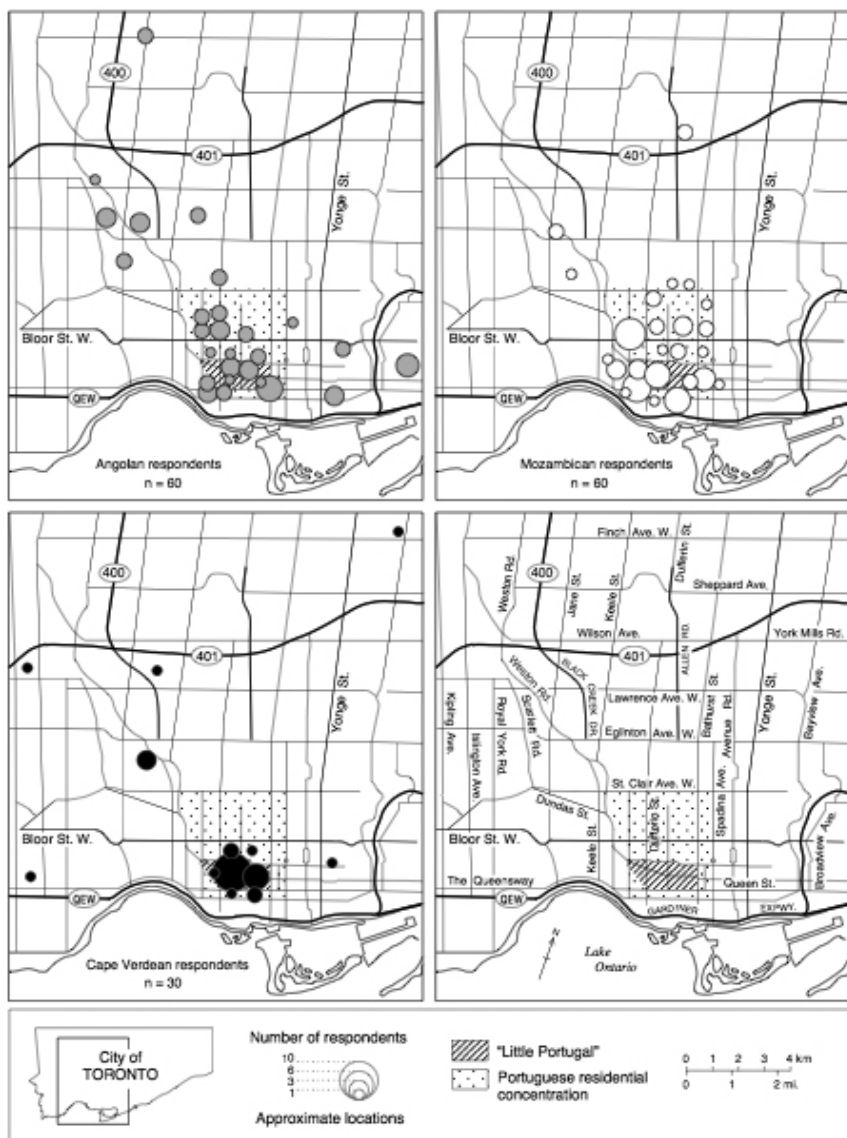 400
401
Yonge St.
Bloor St. W.
QEW
Angolan respondents
n = 60
400
401
Yonge St.
Bloor St. W.
QEW
Mozambican respondents
n = 60
400
401
Yonge St.
Bloor St. W.
QEW
Cape Verdean respondents
n = 30
Finch Ave. W.
Dufferin St.
400
Weston Rd.
Jane St.
Keele St.
Sheppard Ave.
Wilson Ave.
ALLEN RD.
York Mills Rd.
401
Weston Rd.
BLACK CREEK DR.
Lawrence Ave. W.
Bathurst St.
Avenue Rd.
Yonge St.
Bayview Ave.
Kipling Ave.
Islington Ave.
Royal York Rd.
Scarlett Rd.
Eglinton Ave. W.
St. Clair Ave. W.
Dundas St.
Dufferin St.
Spadina Ave.
Bloor St. W.
Keele St.
Broadview Ave.
The Queensway
Queen St.
QEW
GARDINER EXPWY.
N
Lake
Ontario
City of
TORONTO
Number of respondents
10
6
3
1
Approximate locations
"Little Portugal"
Portuguese residential
concentration
0 1 2 3 4 km
0 1 2 mi.